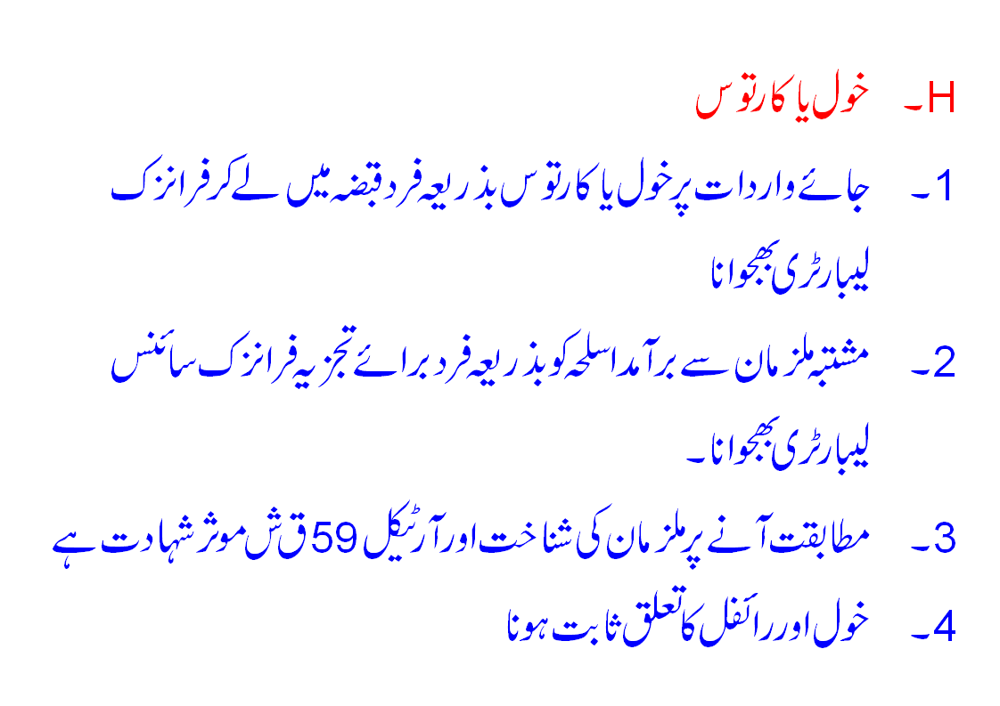 H۔ خول یا کارتوس
1۔ جائے واردات پر خول یا کارتوس بذریعہ فرد قبضہ میں لے کر فرانزک
لیبارٹری بھجوانا
2۔ مشتبہ ملزمان سے برآمد اسلحہ کو بذریعہ فرد برائے تجزیہ فرانزک سائنس
لیبارٹری بھجوانا۔
3۔ مطابقت آنے پر ملزمان کی شناخت اور آرٹیکل 59 ق ش موثر شہادت ہے
4۔ خول اور رائفل کا تعلق ثابت ہونا